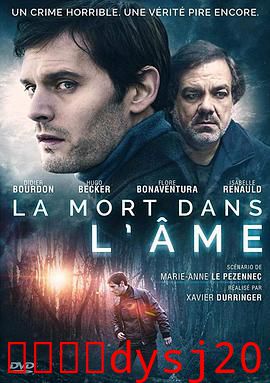 UN CRIME HORRIBLE. UNE VÉRITÉ PIRE ENCORE.
DIDIER BOURDON
HUGO BECKER
FLORE BONAVENTURA
ISABELLE RENAULD
LA MORT DANS
L'ÂME
SCÉNARIO DE
MARIE-ANNE LE PEZENNEC
RÉALISÉ PAR
XAVIER DURRINGER
DVD
dysj20